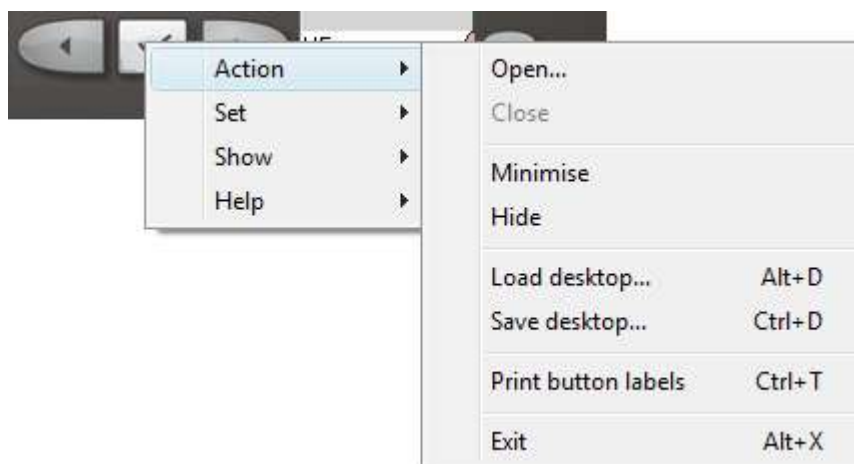 Action
Set
Show
Help
Open...
Close
Minimise
Hide
Load desktop... Alt+D
Save desktop... Ctrl+D
Print button labels Ctrl+T
Exit Alt+X